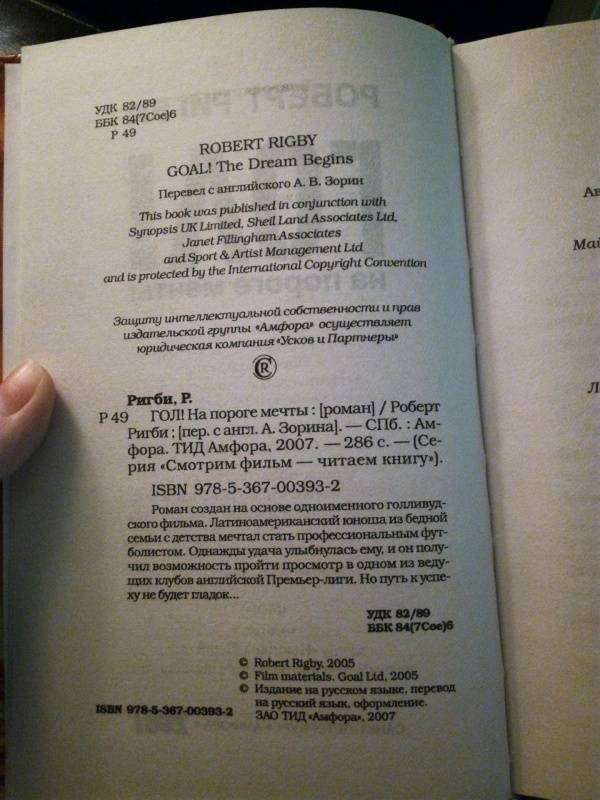 УДК 82/89
ББК 84(7Сое)6
Р 49
ROBERT RIGBY
GOAL! The Dream Begins
Перевел с английского А. В. Зорин
This book was published in conjunction with
Synopsis UK Limited, Sheil Land Associates Ltd,
Janet Fillingham Associates
and Sport & Artist Management Ltd
and is protected by the International Copyright Convention
Защиту интеллектуальной собственности и прав
издательской группы «Амфора» осуществляет
юридическая компания «Усков и Партнеры»
Ригби, Р.
Р 49 ГОЛ! На пороге мечты : [роман] / Роберт
Ригби ; [пер. с англ. А. Зорина]. — СПб. : Ам-
фора. ТИД Амфора, 2007. — 286 с. — (Се-
рия «Смотрим фильм — читаем книгу»).
ISBN 978-5-367-00393-2
Роман создан на основе одноименного голливуд-
ского фильма. Латиноамериканский юноша из бедной
семьи с детства мечтал стать профессиональным фут-
болистом. Однажды удача улыбнулась ему, и он полу-
чил возможность пройти просмотр в одном из веду-
щих клубов английской Премьер-лиги. Но путь к успе-
ху не будет гладок...
УДК 82/89
ББК 84(7Сое)6
© Robert Rigby, 2005
© Film materials. Goal Ltd, 2005
© Издание на русском языке, перевод
на русский язык, оформление.
ЗАО ТИД «Амфора», 2007
ISBN 978-5-367-00393-2
Ав
Май
Л